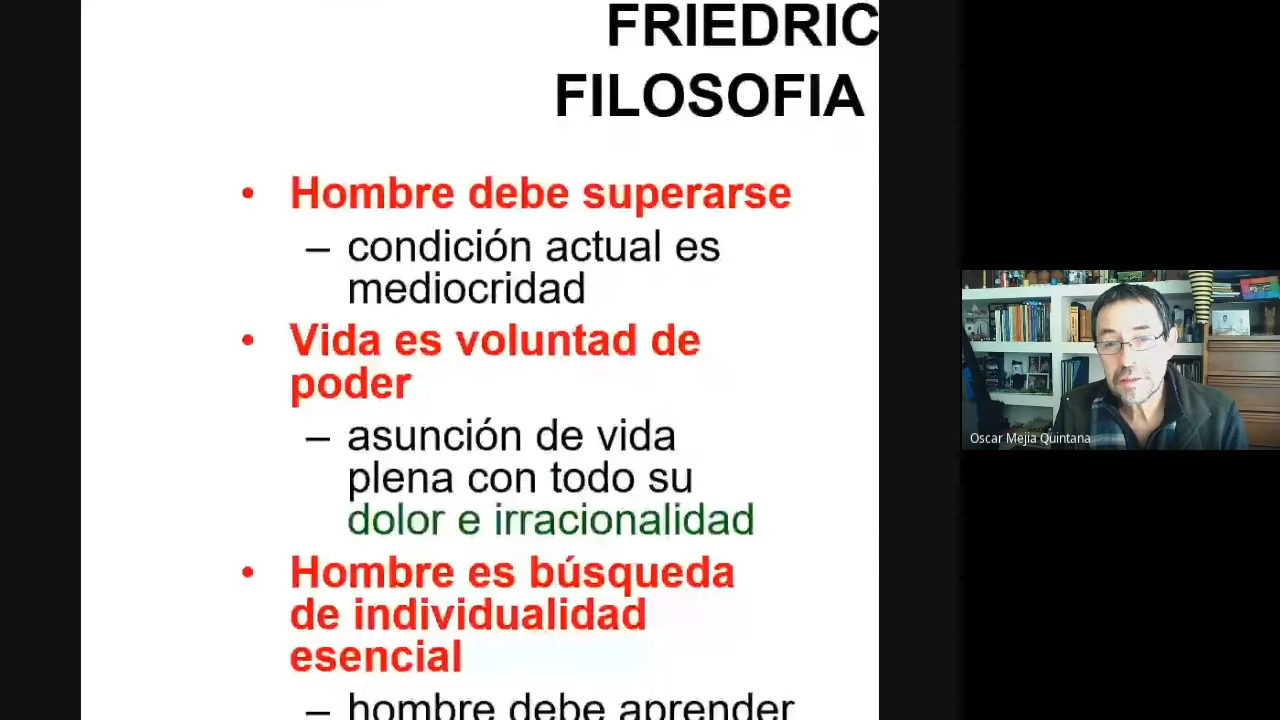 FRIEDRIC
FILOSOFIA
• Hombre debe superarse
– condición actual es
mediocridad
• Vida es voluntad de
poder
– asunción de vida
plena con todo su
dolor e irracionalidad
• Hombre es búsqueda
de individualidad
esencial
– hombre debe aprender
Oscar Mejia Quintana